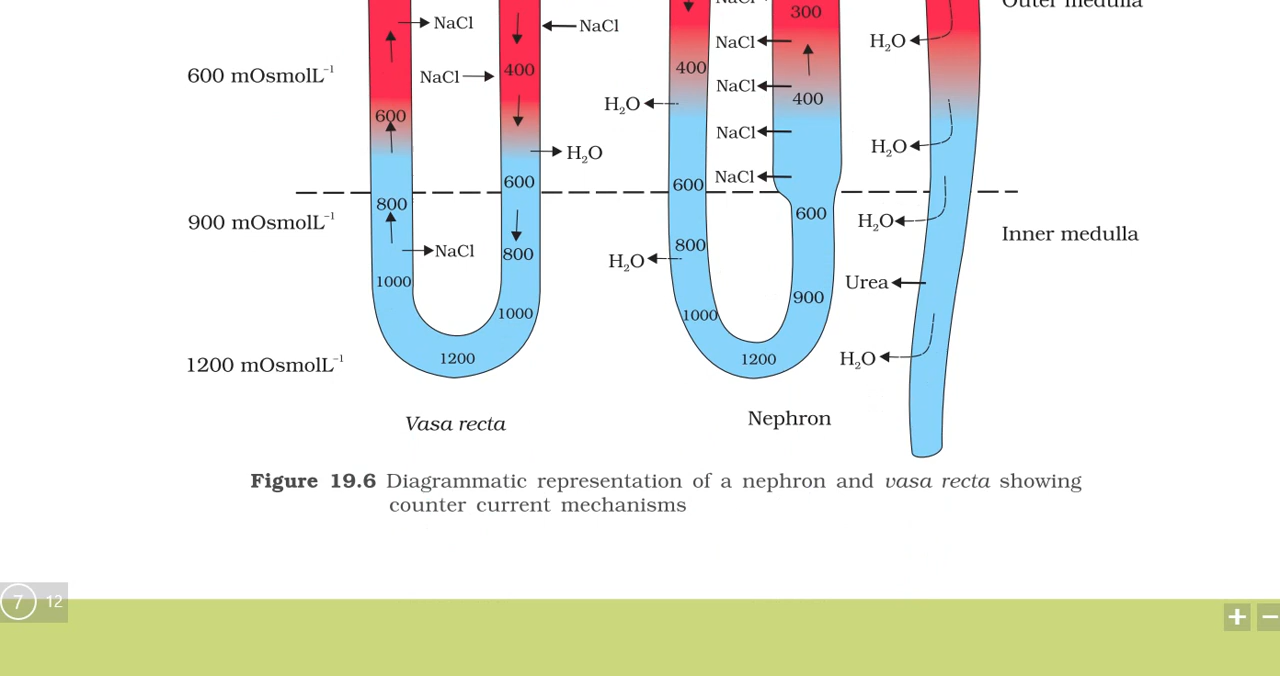 Outer medulla
NaCl
300
NaCl
NaCl
H₂O
NaCl
400
400
600 mOsmolL⁻¹
NaCl
NaCl
400
H₂O
600
NaCl
H₂O
H₂O
NaCl
600
600
800
600
900 mOsmolL⁻¹
H₂O
Inner medulla
800
NaCl
800
H₂O
1000
Urea
900
1000
1000
1200 mOsmolL⁻¹
1200
1200
H₂O
Vasa recta
Nephron
Figure 19.6 Diagrammatic representation of a nephron and vasa recta showing
counter current mechanisms
7 12
+ −